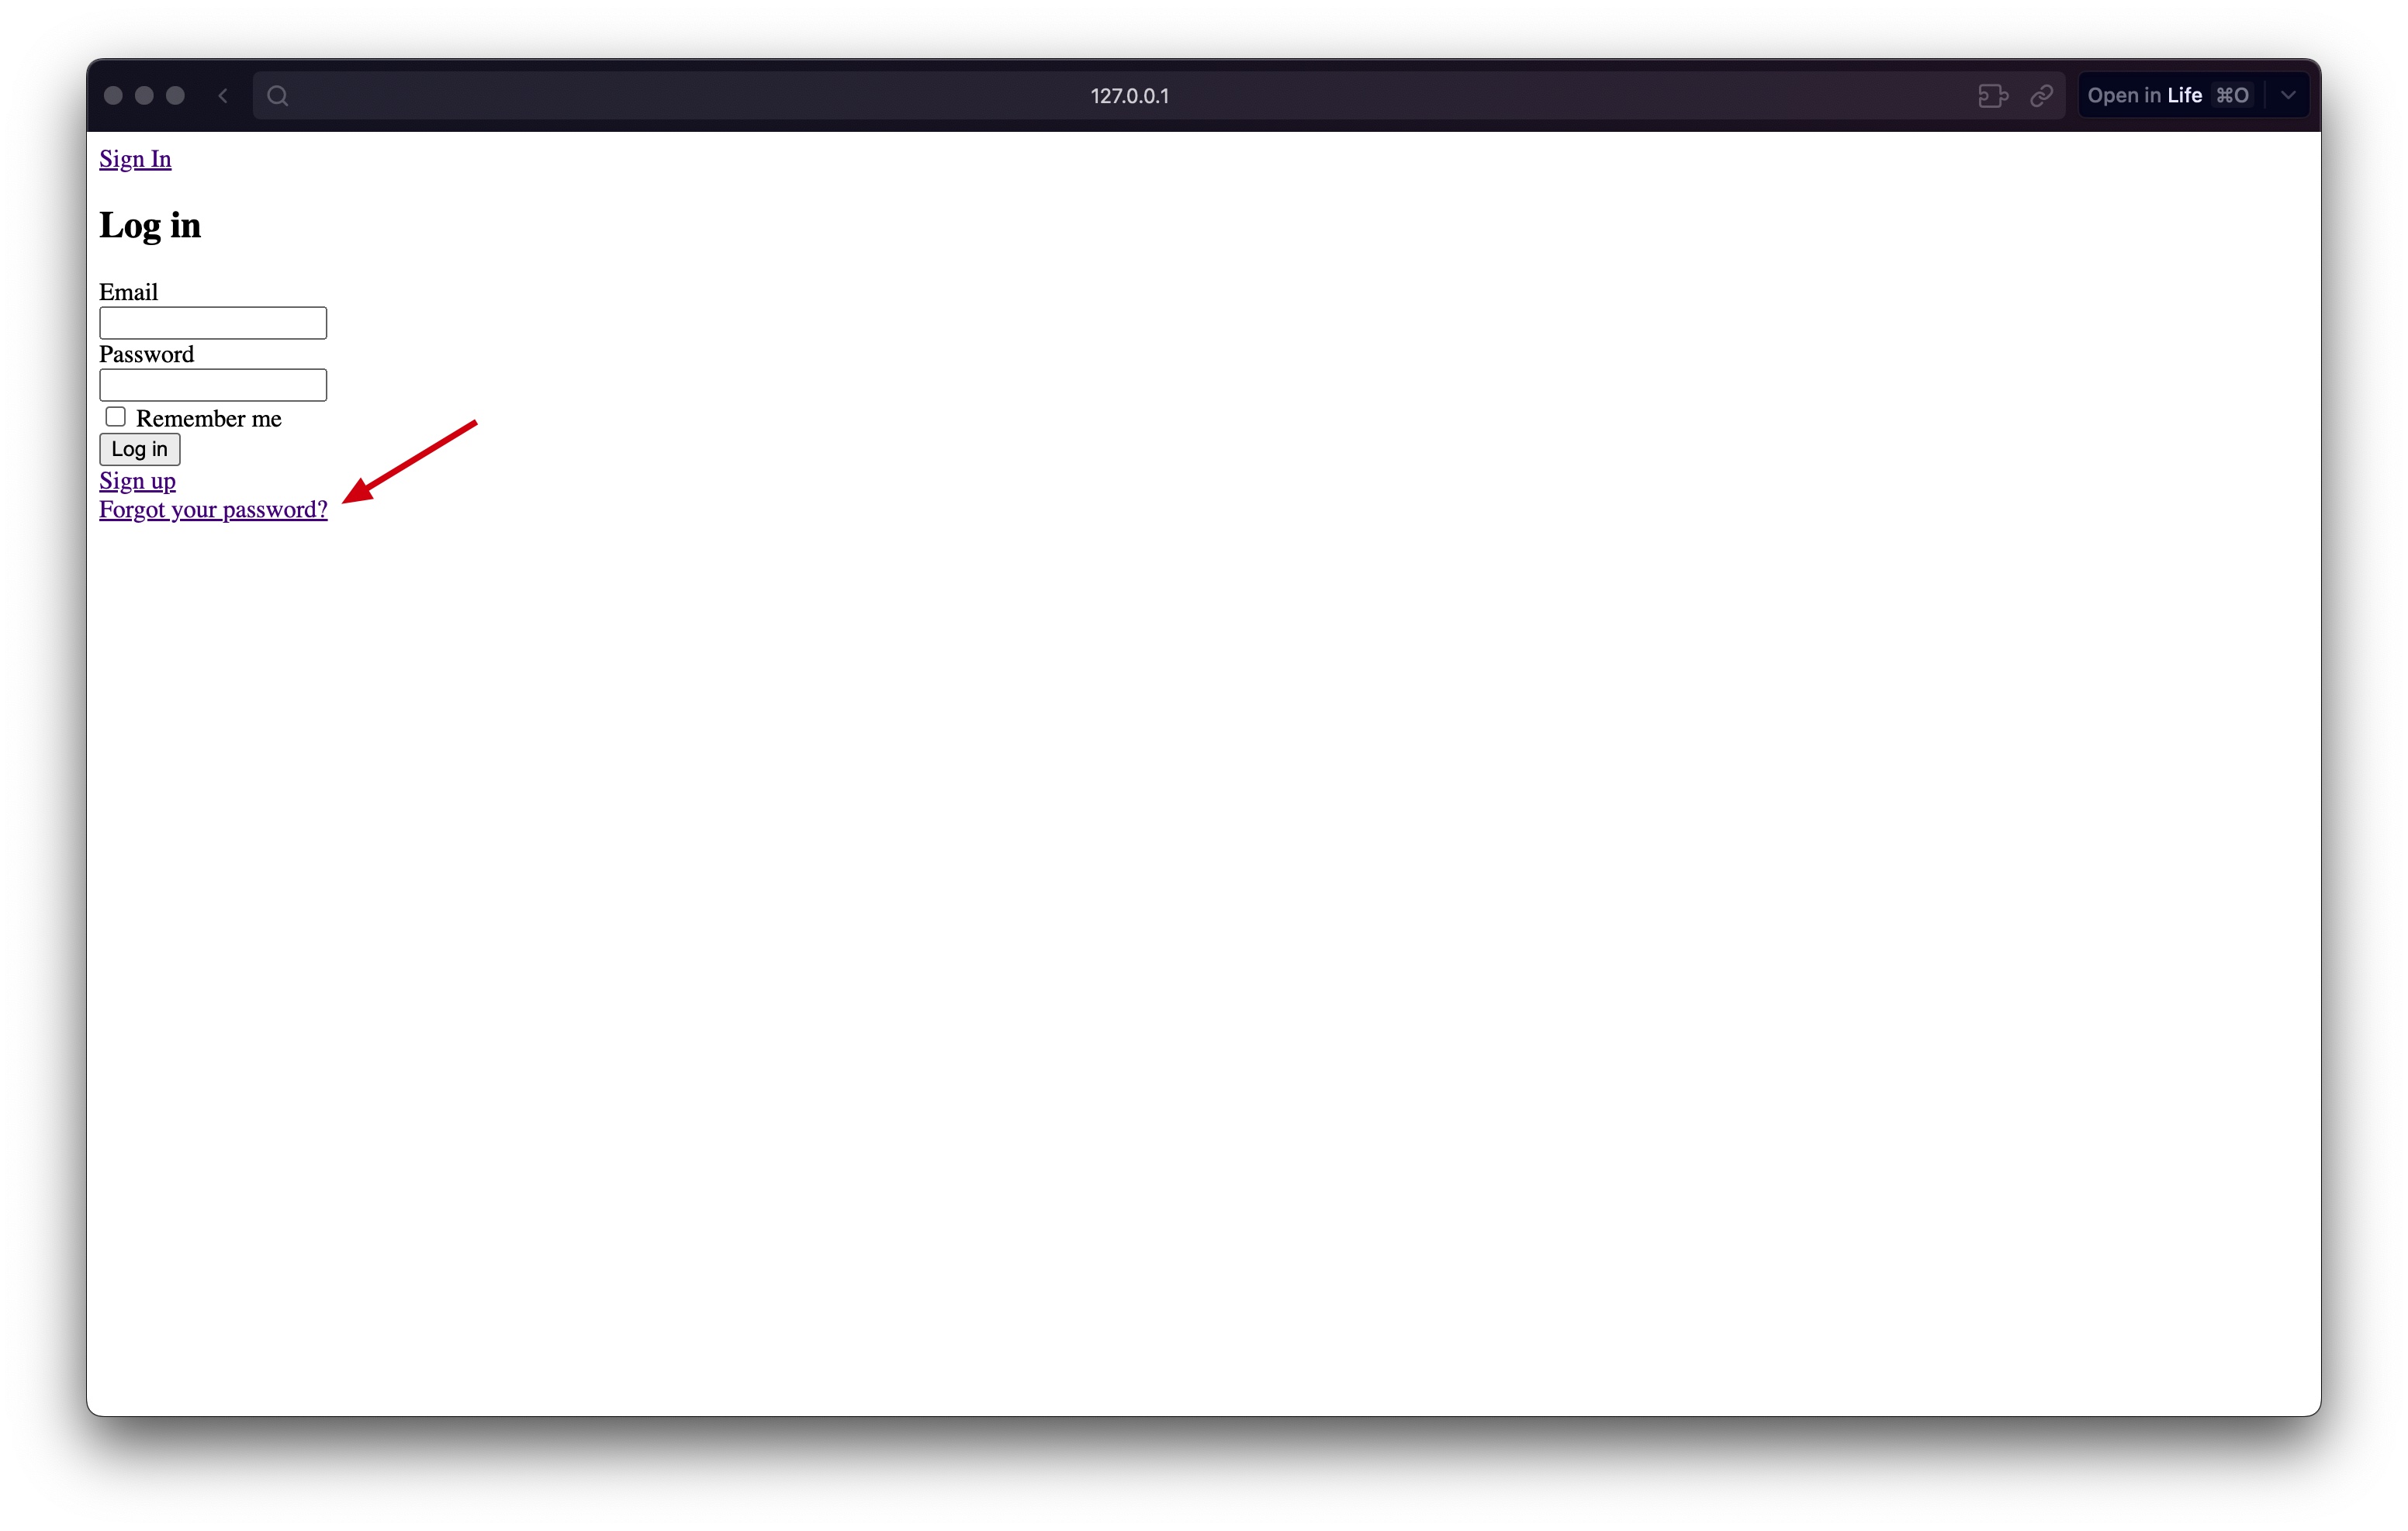 127.0.0.1
Open in Life ⌘O
Sign In
Log in
Email
Password
Remember me
Log in
Sign up
Forgot your password?